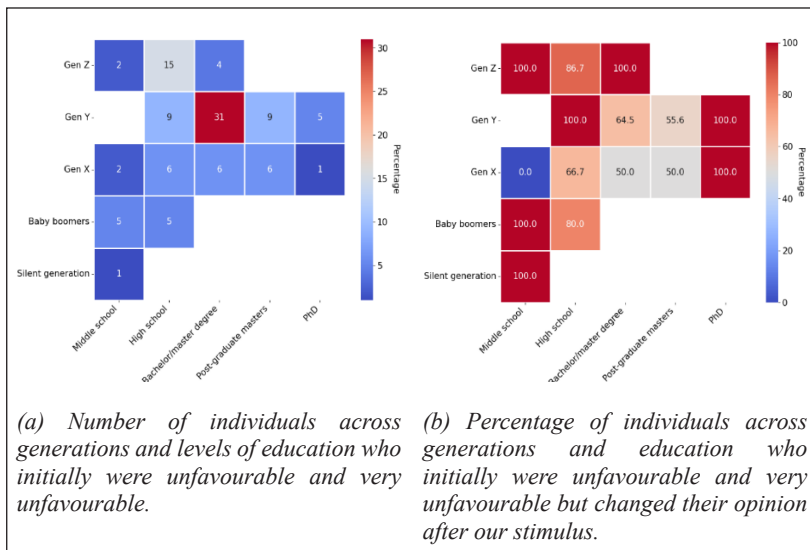 Gen Z
2
15
4
Gen Y
9
31
9
5
Gen X
2
6
6
6
1
Baby boomers
5
5
Silent generation
1
Middle school
High school
Bachelor/master degree
Post-graduate masters
PhD
30
25
20
15
10
5
Percentage
Gen Z
100.0
86.7
100.0
Gen Y
100.0
64.5
55.6
100.0
Gen X
0.0
66.7
50.0
50.0
100.0
Baby boomers
100.0
80.0
Silent generation
100.0
Middle school
High school
Bachelor/master degree
Post-graduate masters
PhD
100
80
60
40
20
0
Percentage
(a) Number of individuals across
generations and levels of education who
initially were unfavourable and very
unfavourable.
(b) Percentage of individuals across
generations and education who
initially were unfavourable and very
unfavourable but changed their opinion
after our stimulus.